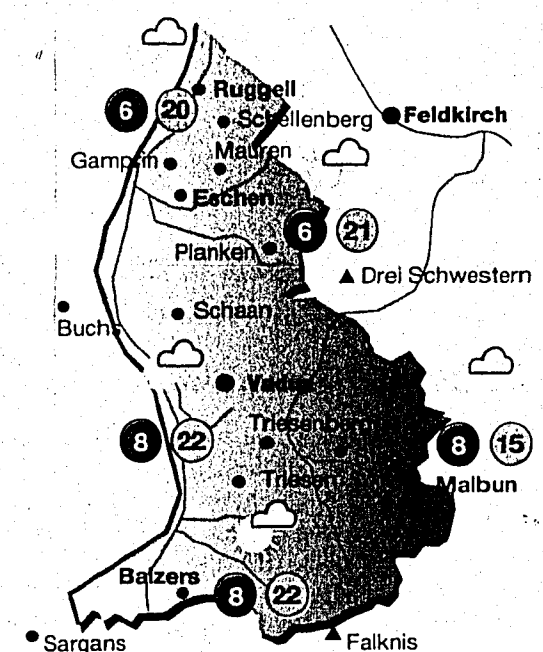 Ruggell
6 20
Schellenberg
Feldkirch
Gamprin
Mauren
Eschen
6 21
Planken
Drei Schwestern
Schaan
Buchs
Vaduz
Triesenberg
8 22
8 15
Triesen
Malbun
Balzers
8 22
Sargans
Falknis